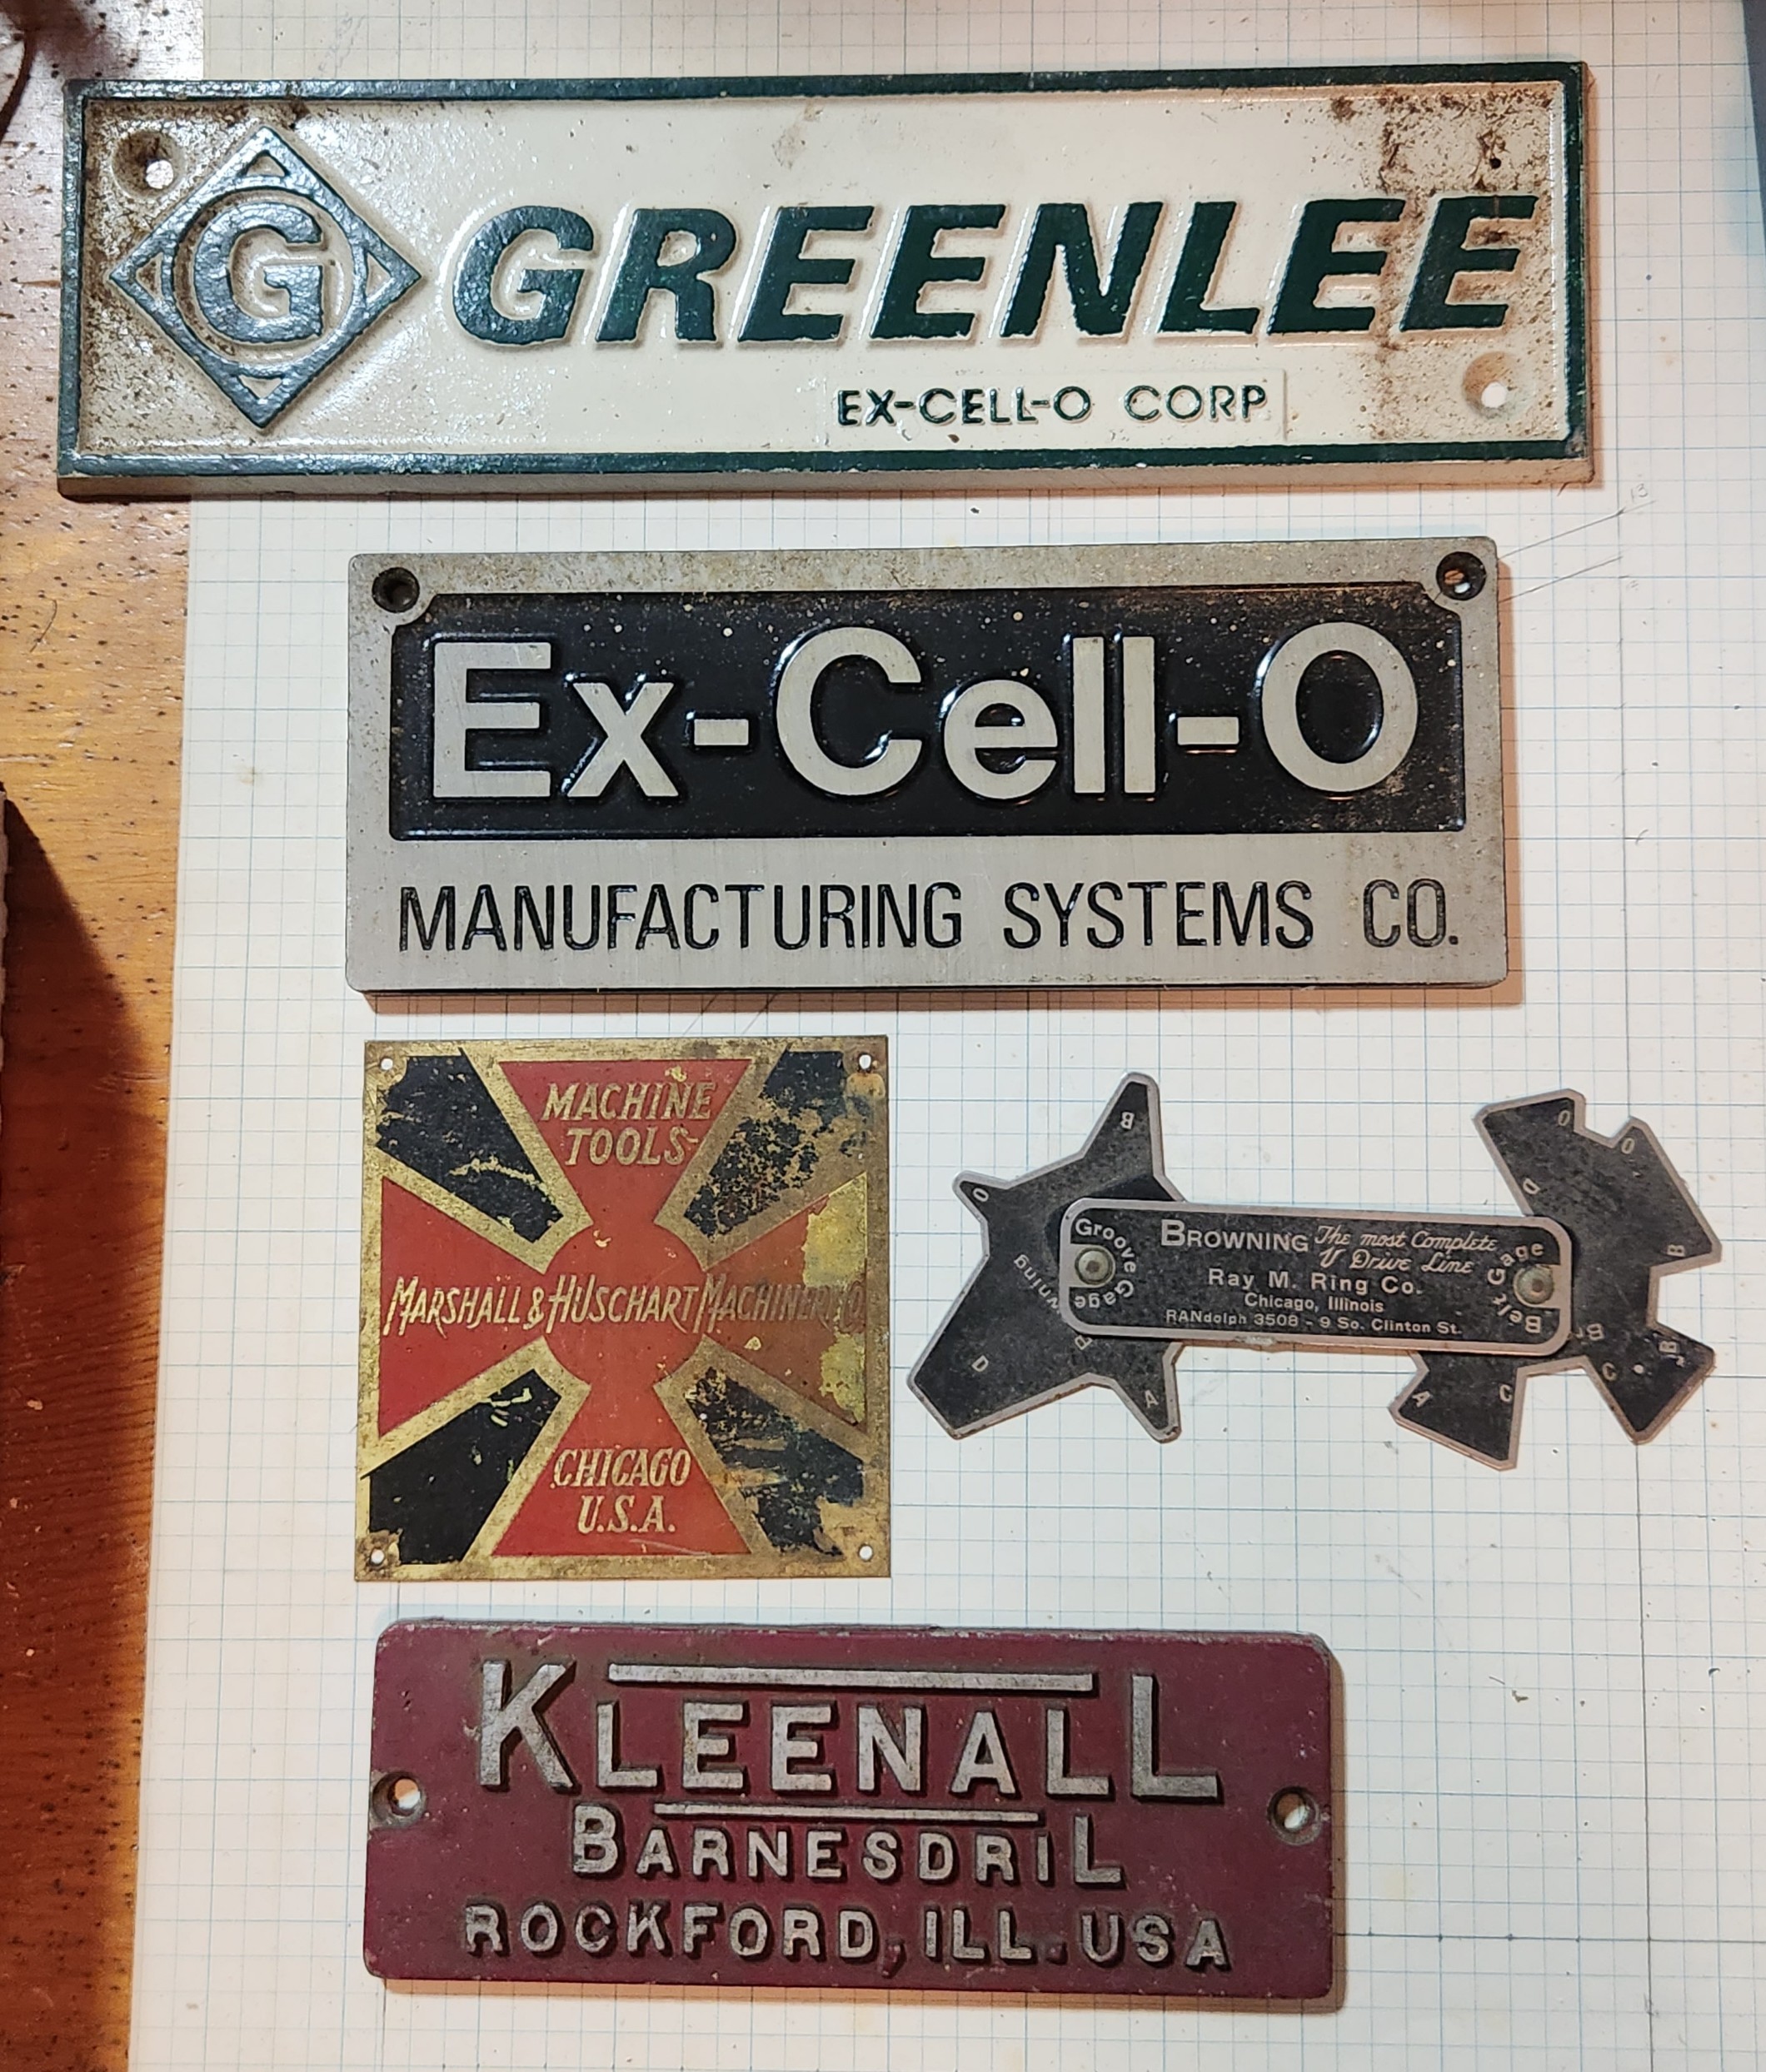 G GREENLEE
EX-CELL-O CORP
13
Ex-Cell-O
MANUFACTURING SYSTEMS CO.
MACHINE
TOOLS
MARSHALL & HUSCHART MACHINERY CO
CHICAGO
U.S.A.
B
O
D
A
Groove Gage
BROWNING The most Complete
V Drive Line
Ray M. Ring Co.
Chicago, Illinois
RANdolph 3508 - 9 So. Clinton St.
Belt Gage
O
O
D
B
B
C
C
A
KLEENALL
BARNESDRIL
ROCKFORD, ILL. USA